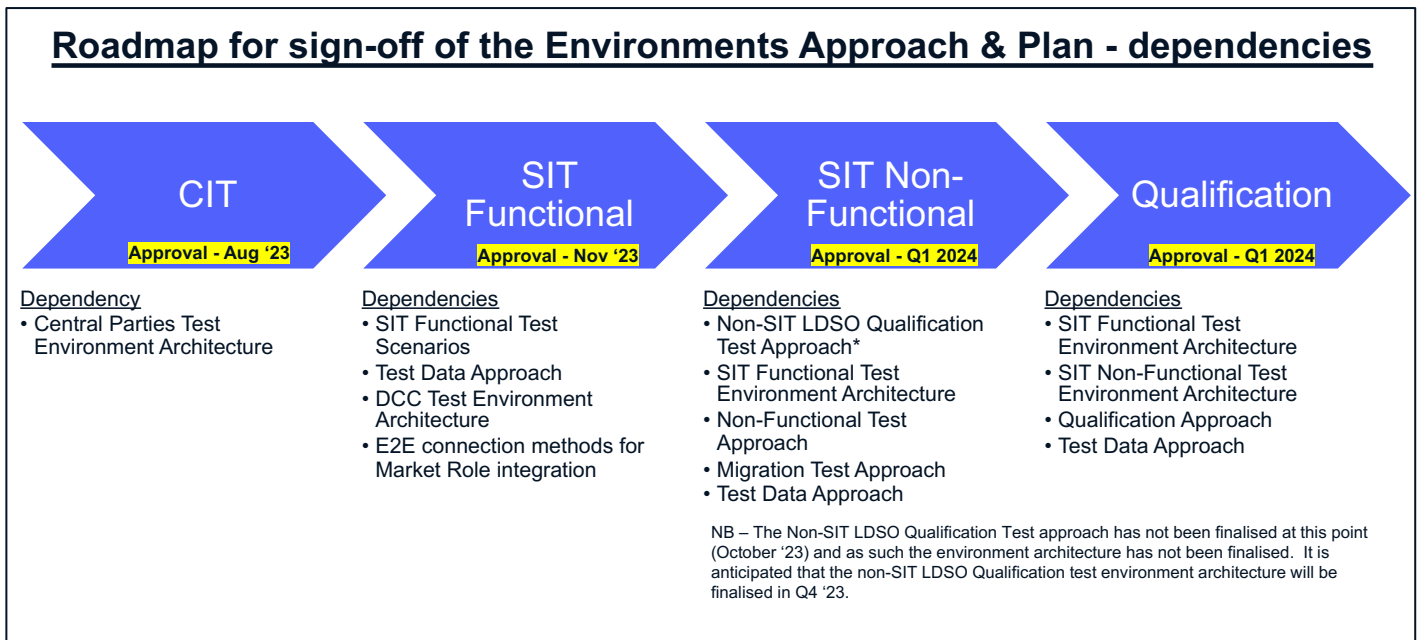 Roadmap for sign-off of the Environments Approach & Plan - dependencies
CIT
Approval - Aug ‘23
SIT
Functional
Approval - Nov ‘23
SIT Non-
Functional
Approval - Q1 2024
Qualification
Approval - Q1 2024
Dependency
• Central Parties Test
Environment Architecture
Dependencies
• SIT Functional Test
Scenarios
• Test Data Approach
• DCC Test Environment
Architecture
• E2E connection methods for
Market Role integration
Dependencies
• Non-SIT LDSO Qualification
Test Approach*
• SIT Functional Test
Environment Architecture
• Non-Functional Test
Approach
• Migration Test Approach
• Test Data Approach
Dependencies
• SIT Functional Test
Environment Architecture
• SIT Non-Functional Test
Environment Architecture
• Qualification Approach
• Test Data Approach
NB – The Non-SIT LDSO Qualification Test approach has not been finalised at this point
(October ‘23) and as such the environment architecture has not been finalised.  It is
anticipated that the non-SIT LDSO Qualification test environment architecture will be
finalised in Q4 ‘23.